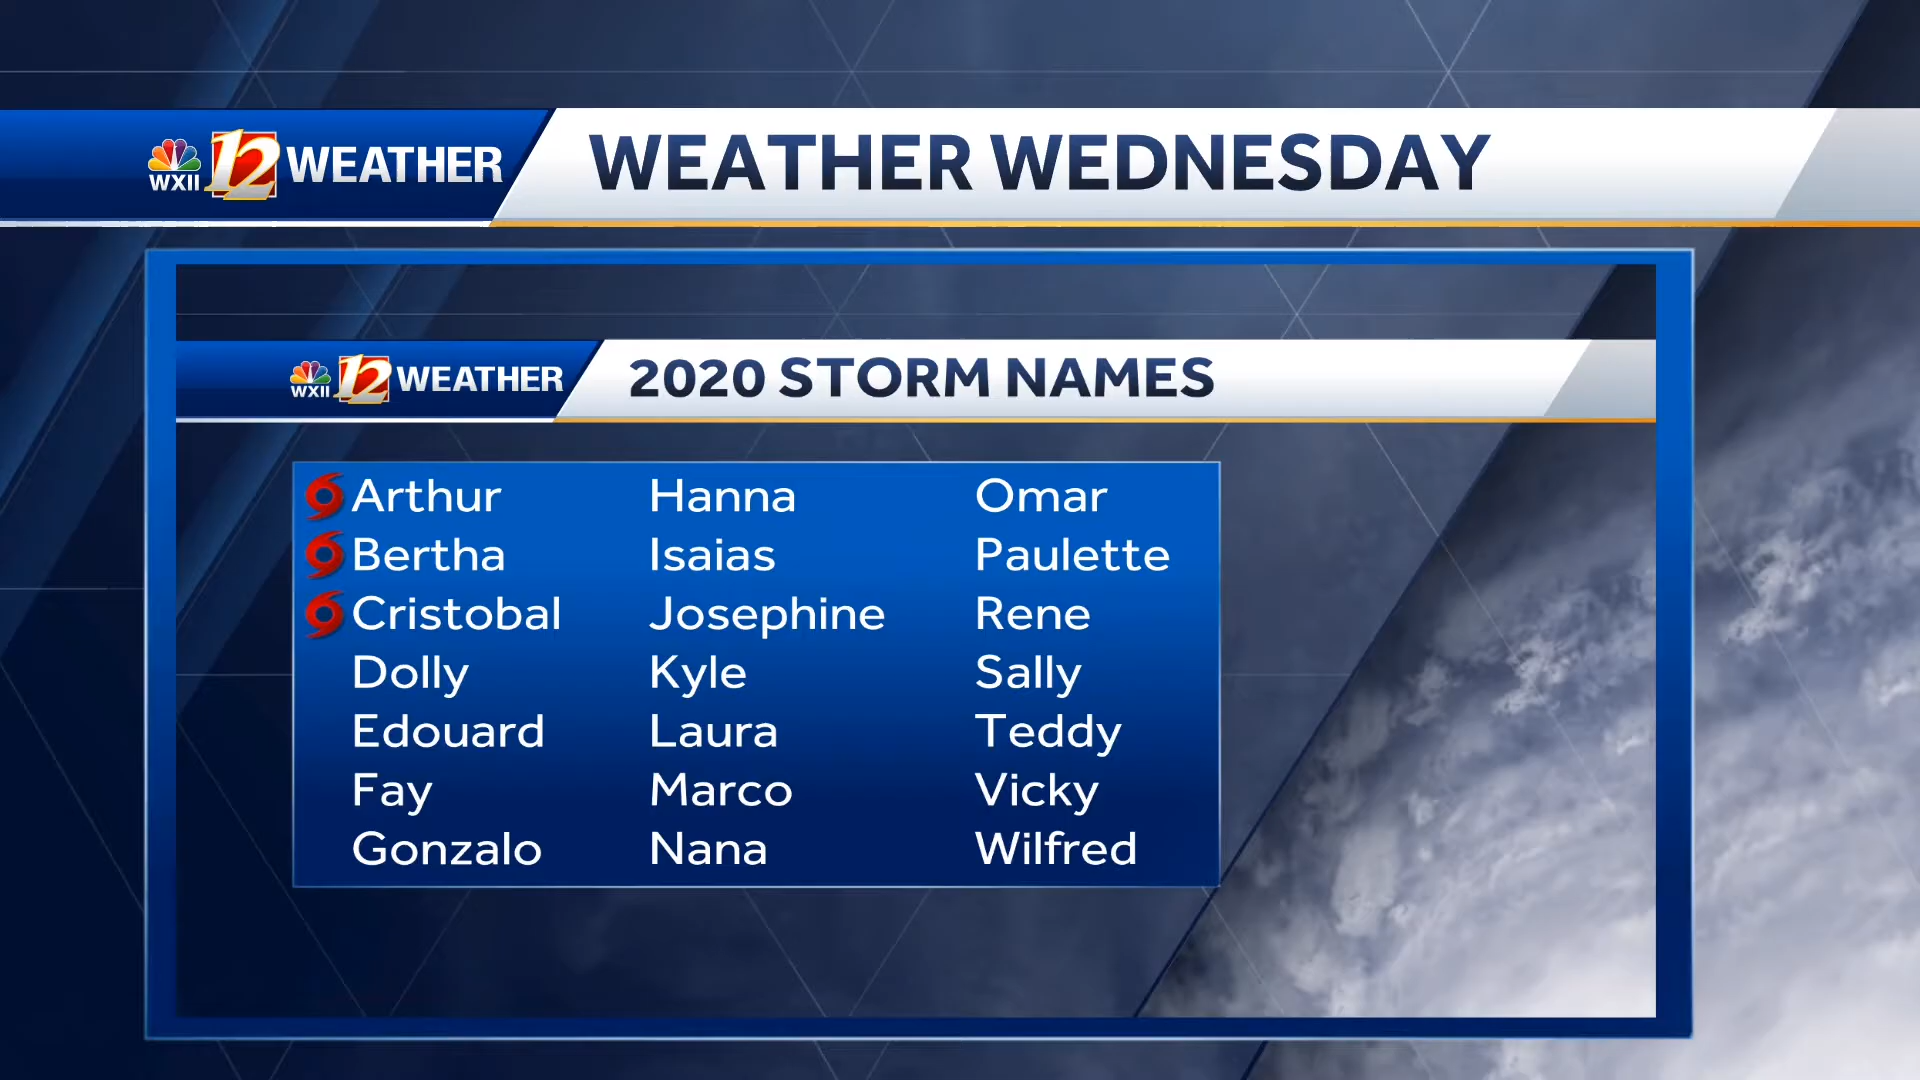 WXII 12 WEATHER
WEATHER WEDNESDAY
WXII 12 WEATHER
2020 STORM NAMES
Arthur Hanna Omar
Bertha Isaias Paulette
Cristobal Josephine Rene
Dolly Kyle Sally
Edouard Laura Teddy
Fay Marco Vicky
Gonzalo Nana Wilfred